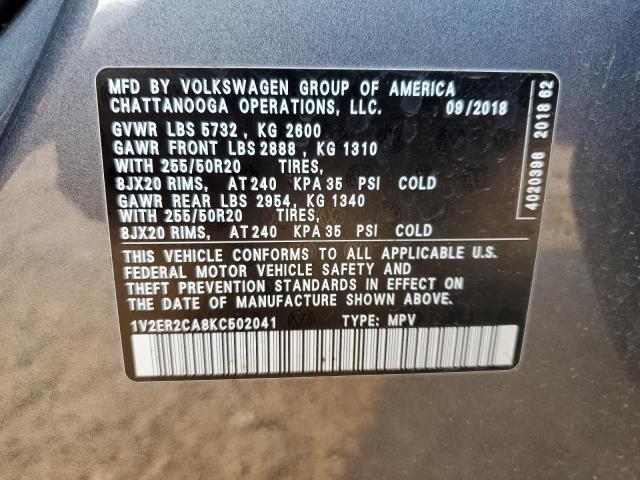 MFD BY VOLKSWAGEN GROUP OF AMERICA
CHATTANOOGA OPERATIONS, LLC. 09/2018
GVWR LBS 5732 , KG 2600
GAWR FRONT LBS 2888 , KG 1310
WITH 255/50R20 TIRES,
8JX20 RIMS, AT 240 KPA 35 PSI COLD
GAWR REAR LBS 2954, KG 1340
WITH 255/50R20 TIRES,
8JX20 RIMS, AT 240 KPA 35 PSI COLD
THIS VEHICLE CONFORMS TO ALL APPLICABLE U.S.
FEDERAL MOTOR VEHICLE SAFETY AND
THEFT PREVENTION STANDARDS IN EFFECT ON
THE DATE OF MANUFACTURE SHOWN ABOVE.
1V2ER2CA8KC502041 TYPE: MPV
4020396 2018 62